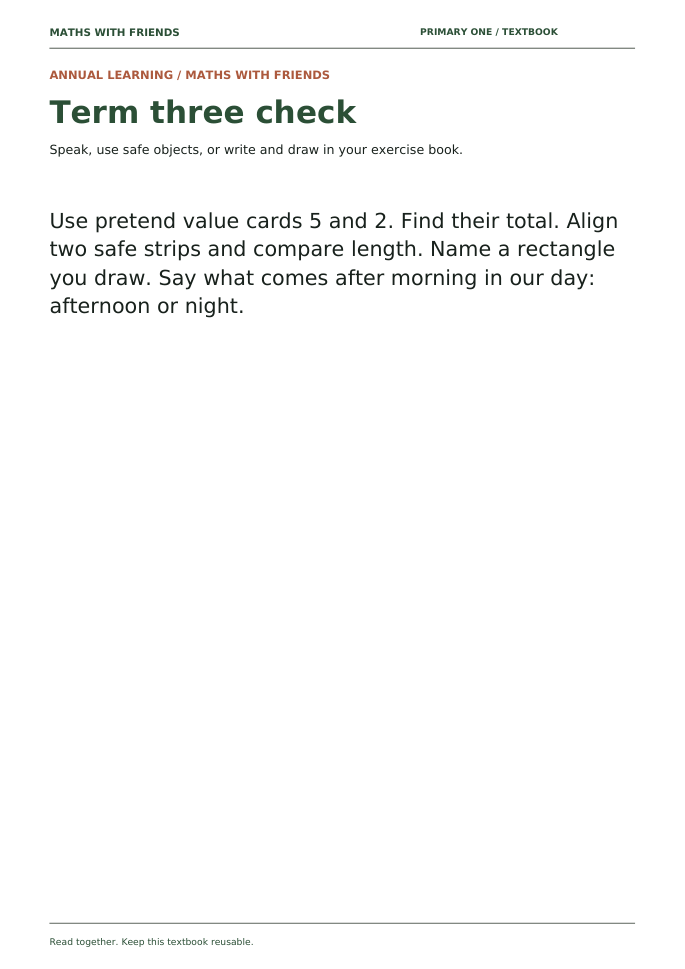 MATHS WITH FRIENDS
PRIMARY ONE / TEXTBOOK
ANNUAL LEARNING / MATHS WITH FRIENDS
Term three check
Speak, use safe objects, or write and draw in your exercise book.
Use pretend value cards 5 and 2. Find their total. Align
two safe strips and compare length. Name a rectangle
you draw. Say what comes after morning in our day:
afternoon or night.
Read together. Keep this textbook reusable.